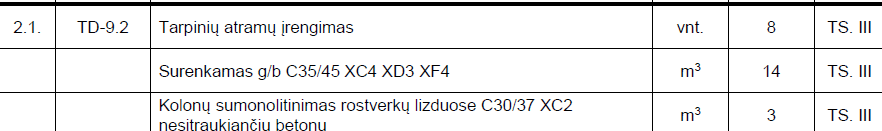 2.1. TD-9.2 Tarpinių atramų įrengimas vnt. 8 TS. III
Surenkamas g/b C35/45 XC4 XD3 XF4 m³ 14 TS. III
Kolonų sumonolitinimas rostverkų lizduose C30/37 XC2 m³ 3 TS. III
nesitraukiančiu betonu